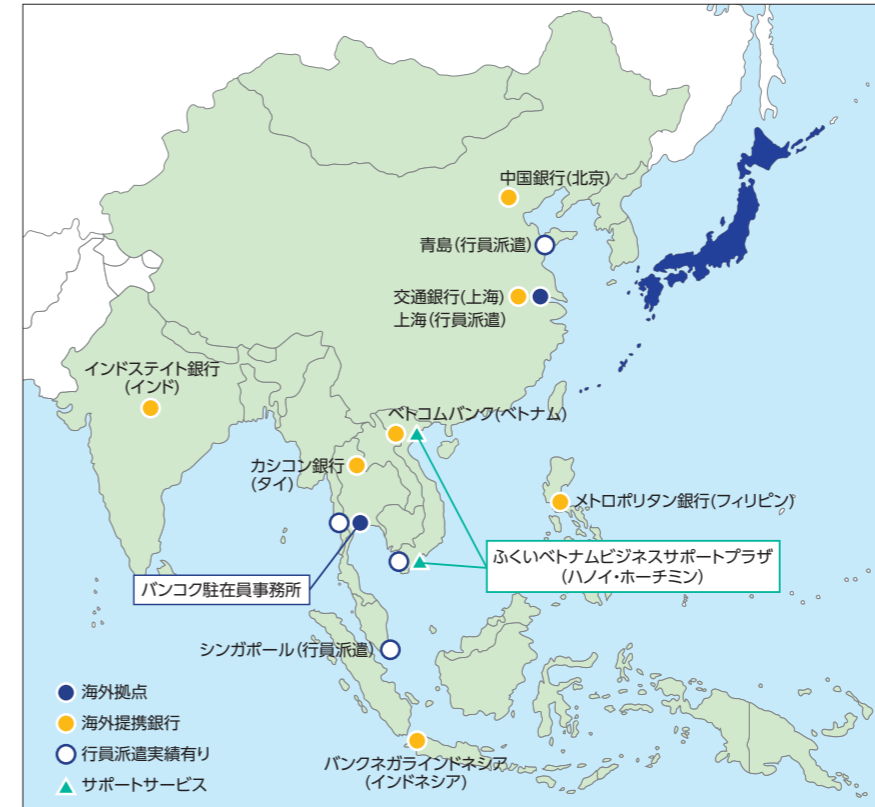 中国銀行(北京)
青島(行員派遣)
交通銀行(上海)
上海(行員派遣)
インドステイト銀行
(インド)
ベトコムバンク(ベトナム)
カシコン銀行
(タイ)
メトロポリタン銀行(フィリピン)
ふくいベトナムビジネスサポートプラザ
(ハノイ・ホーチミン)
バンコク駐在員事務所
シンガポール(行員派遣)
海外拠点
海外提携銀行
行員派遣実績有り
サポートサービス
バンクネガラインドネシア
(インドネシア)